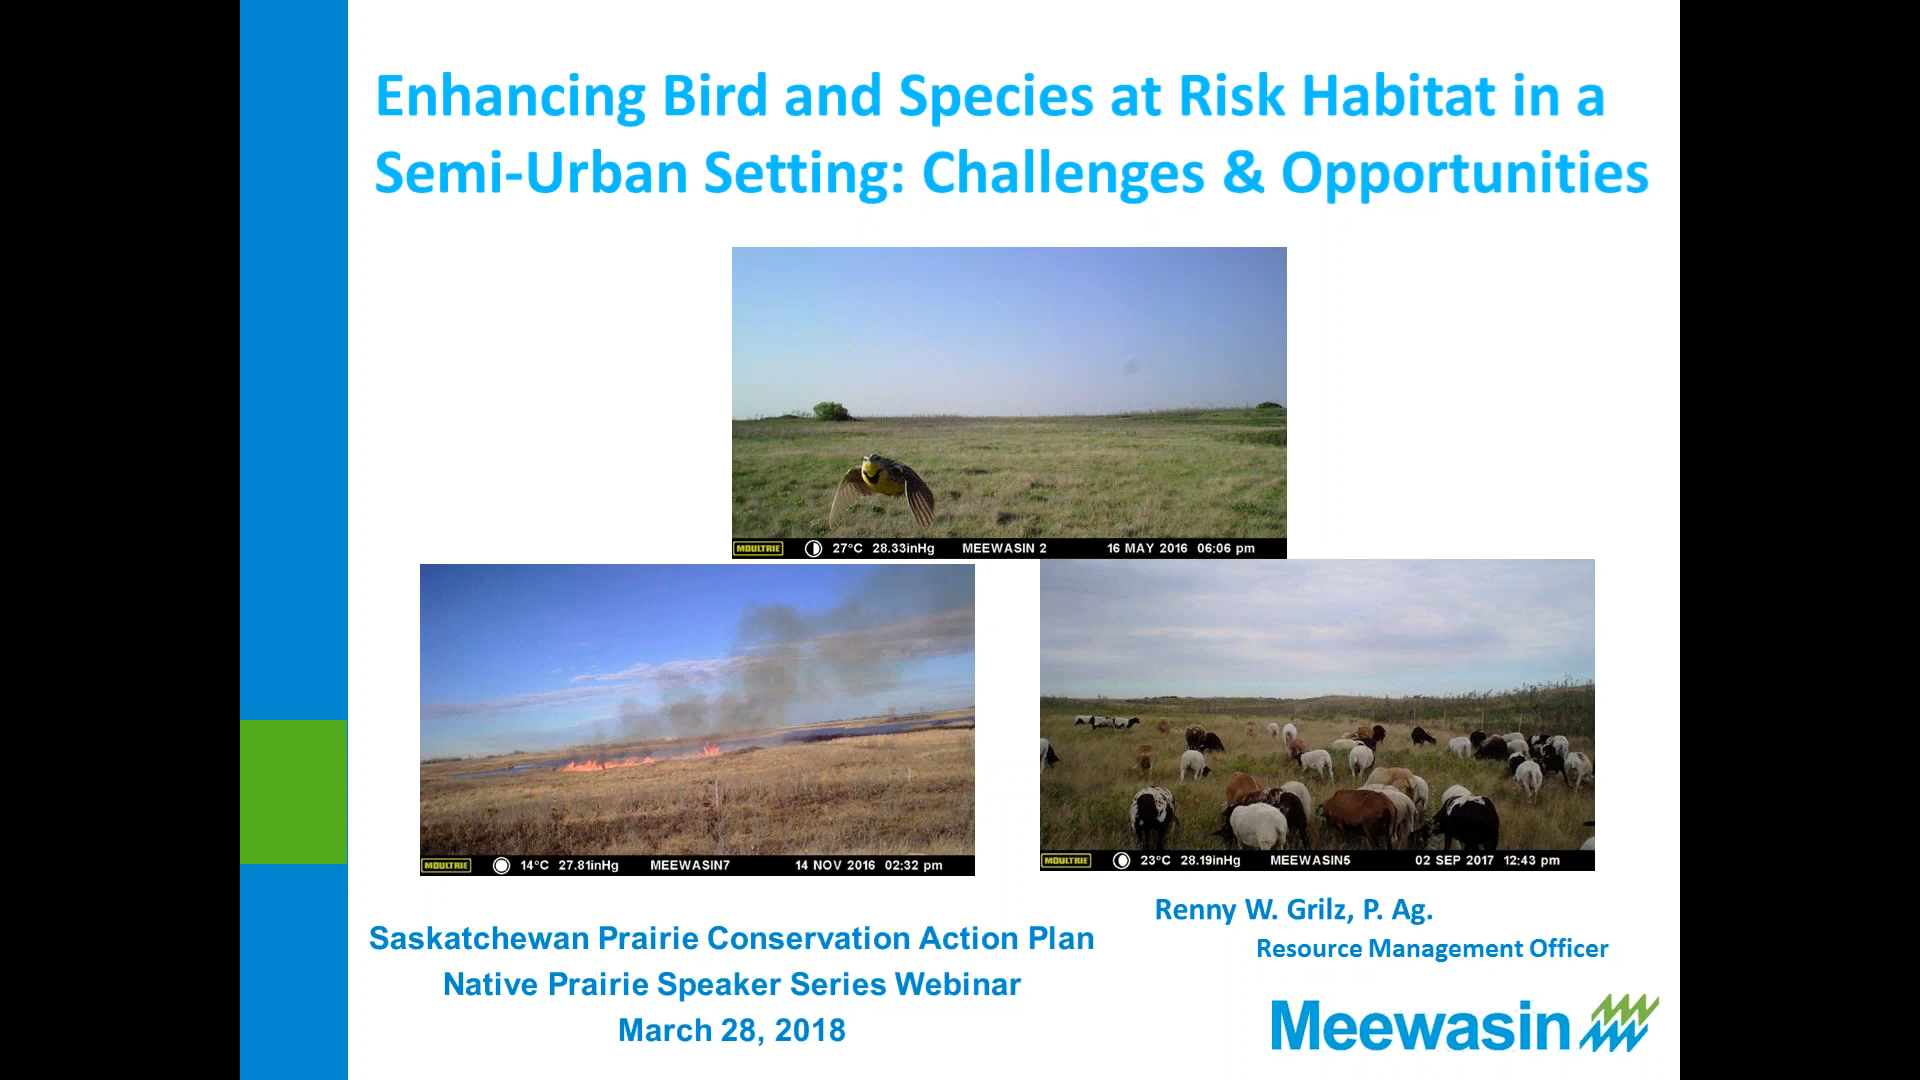 Enhancing Bird and Species at Risk Habitat in a
Semi-Urban Setting: Challenges & Opportunities
MOULTRIE 27°C 28.33inHg MEEWASIN 2 16 MAY 2016 06:06 pm
MOULTRIE 14°C 27.81inHg MEEWASIN7 14 NOV 2016 02:32 pm
MOULTRIE 23°C 28.19inHg MEEWASIN5 02 SEP 2017 12:43 pm
Renny W. Grilz, P. Ag.
Resource Management Officer
Saskatchewan Prairie Conservation Action Plan
Native Prairie Speaker Series Webinar
March 28, 2018
Meewasin